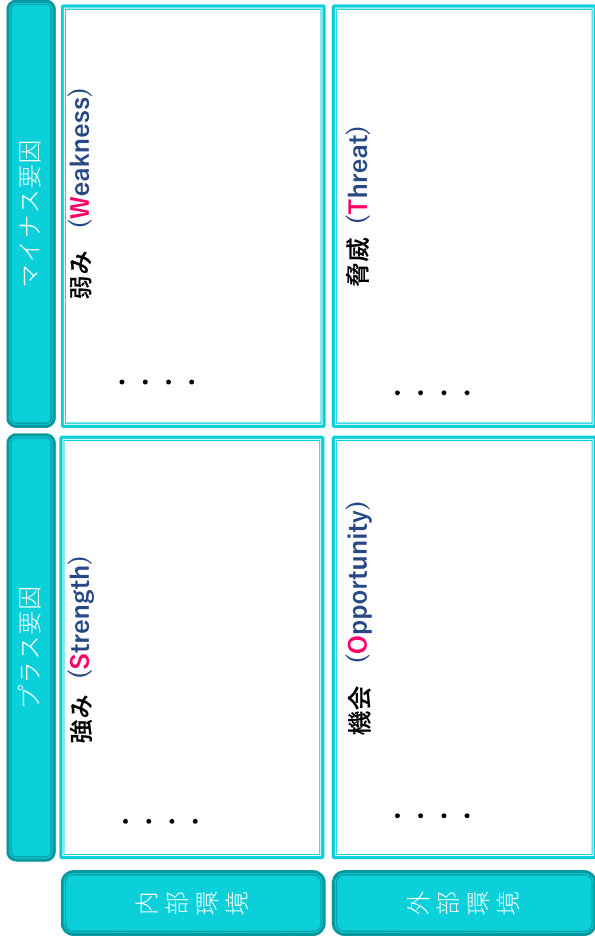 プラス要因
マイナス要因
内部環境
強み （Strength）
・
・
・
・
弱み （Weakness）
・
・
・
・
外部環境
機会 （Opportunity）
・
・
・
・
脅威 （Threat）
・
・
・
・